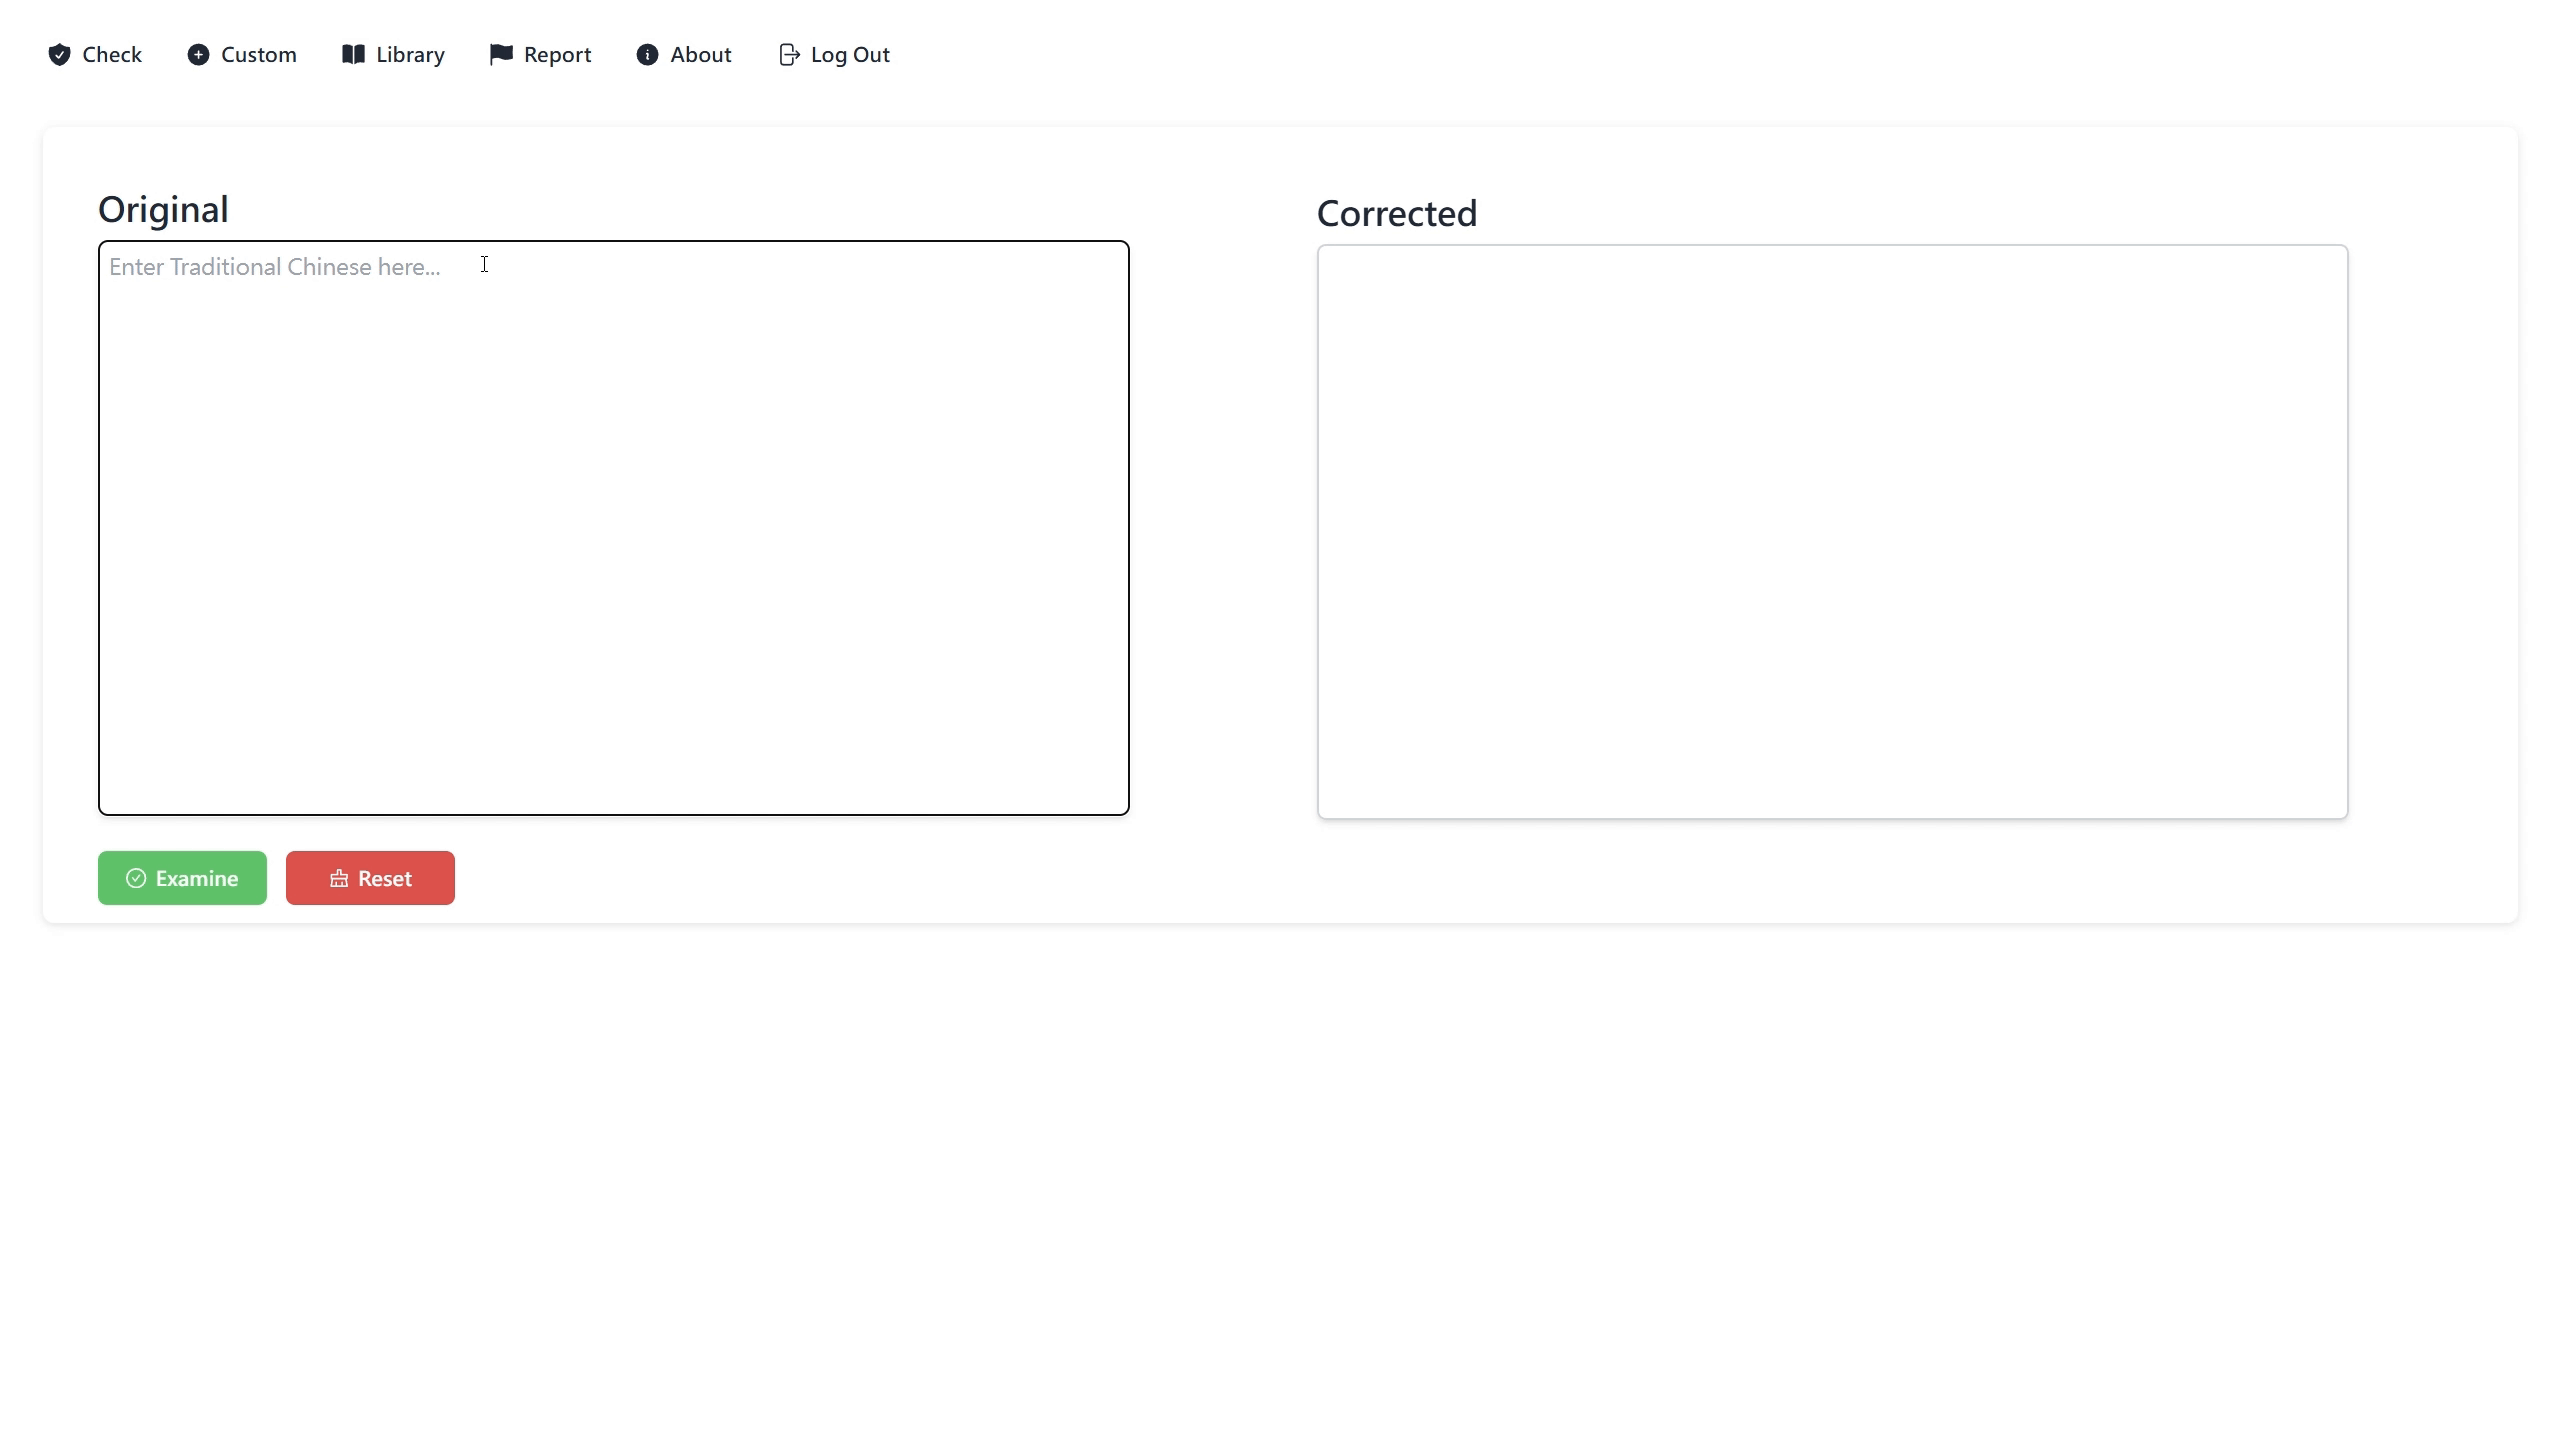 Check Custom Library Report About Log Out
Original
Enter Traditional Chinese here...
Corrected
Examine Reset